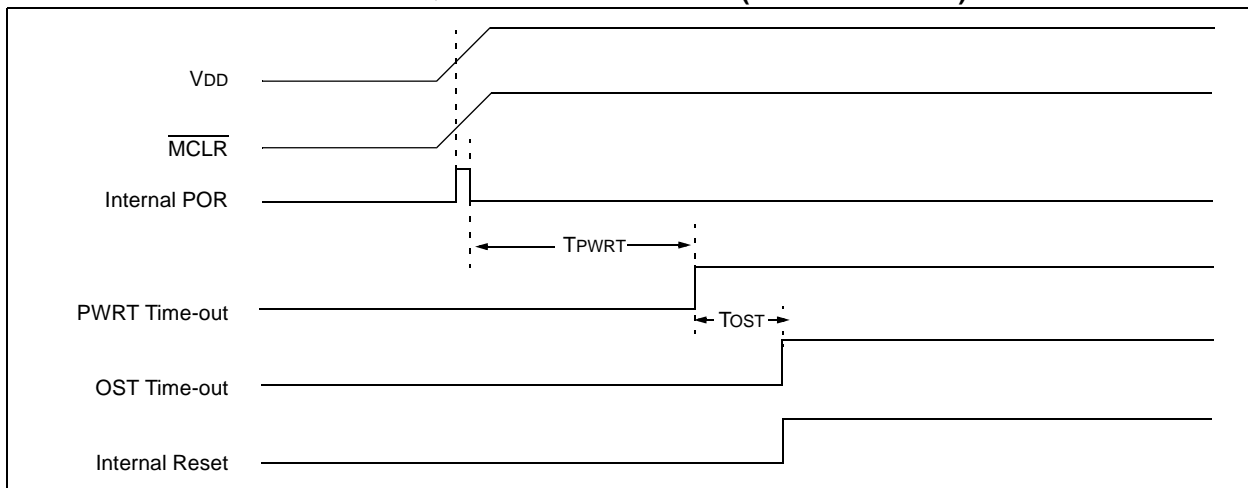 VDD
MCLR
Internal POR
TPWRT
PWRT Time-out
TOST
OST Time-out
Internal Reset